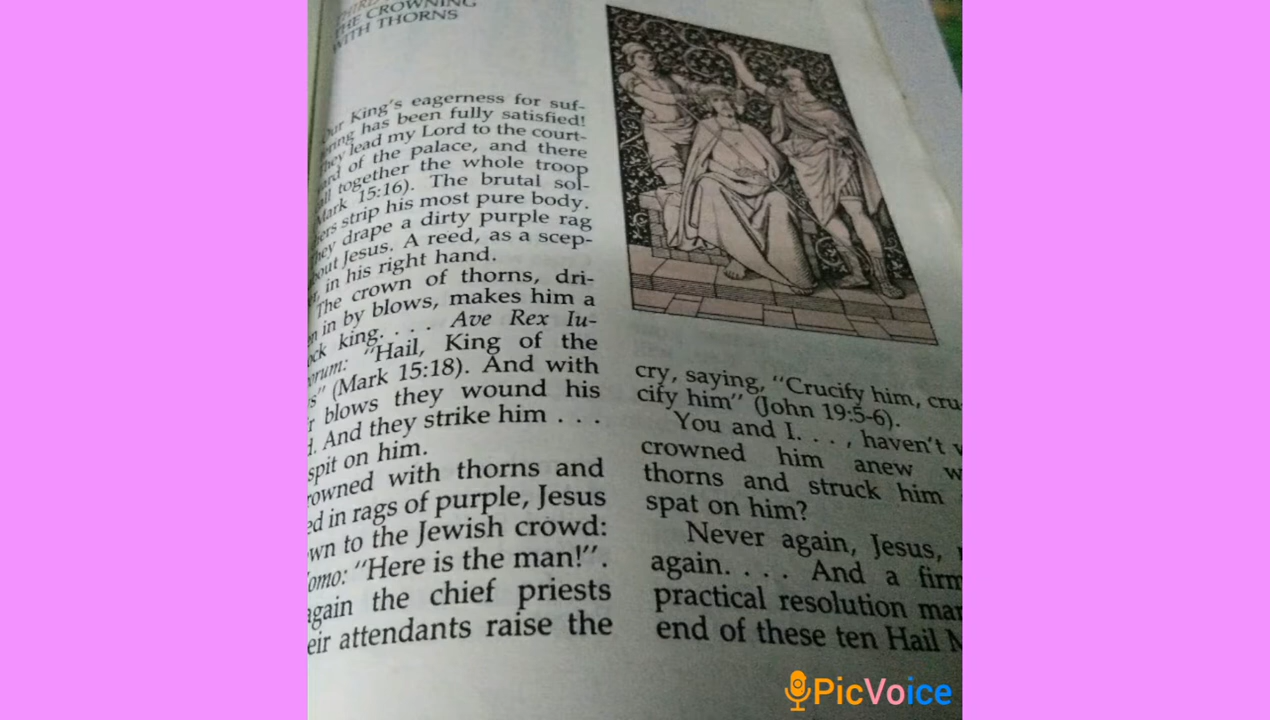 THE CROWNING
WITH THORNS
Our King's eagerness for suf-
has been fully satisfied!
lead my Lord to the court-
of the palace, and there
together the whole troop
15:16). The brutal sol-
strip his most pure body.
drape a dirty purple rag
Jesus. A reed, as a scep-
in his right hand.
The crown of thorns, dri-
in by blows, makes him a
king. . . . Ave Rex Iu-
"Hail, King of the
(Mark 15:18). And with
blows they wound his
And they strike him . . .
spit on him.
with thorns and
in rags of purple, Jesus
to the Jewish crowd:
"Here is the man!".
again the chief priests
attendants raise the
cry, saying, "Crucify him, cru-
cify him" (John 19:5-6).
You and I. . . , haven't
crowned him anew
thorns and struck him
spat on him?
Never again, Jesus,
again. . . . And a firm
practical resolution
end of these ten Hail
PicVoice